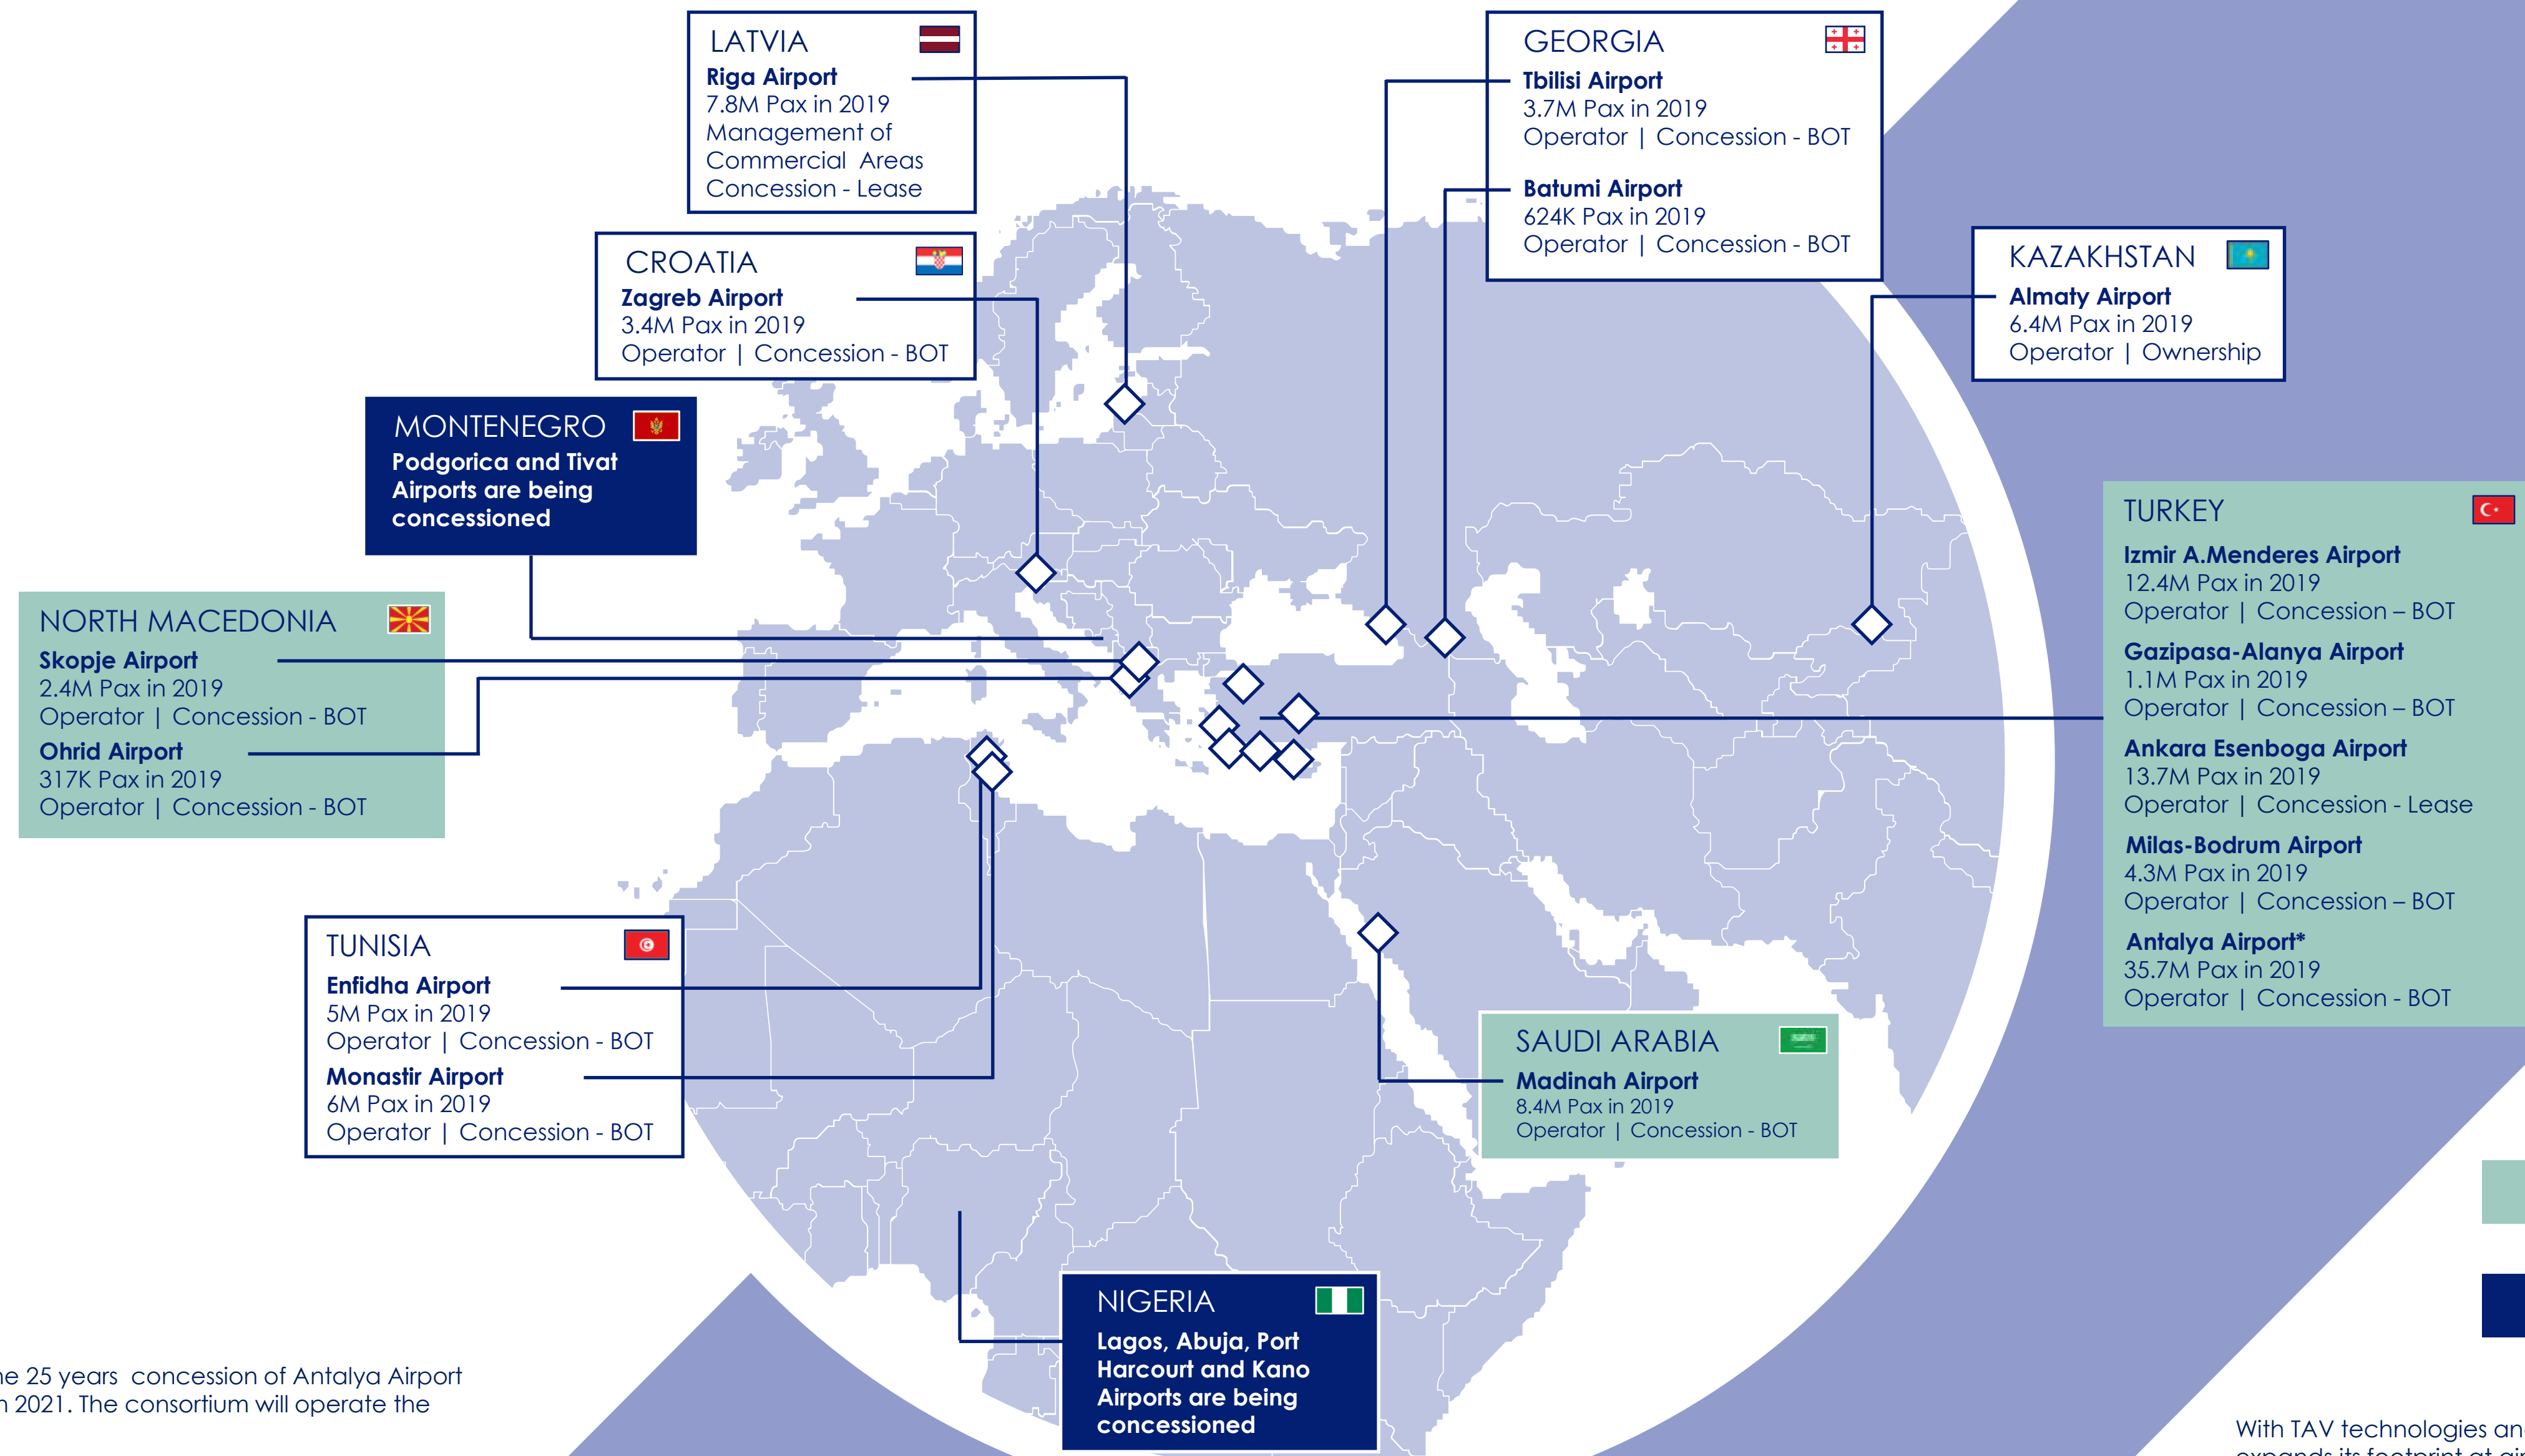 LATVIA
Riga Airport
7.8M Pax in 2019
Management of
Commercial Areas
Concession - Lease
GEORGIA
Tbilisi Airport
3.7M Pax in 2019
Operator | Concession - BOT
Batumi Airport
624K Pax in 2019
Operator | Concession - BOT
CROATIA
Zagreb Airport
3.4M Pax in 2019
Operator | Concession - BOT
KAZAKHSTAN
Almaty Airport
6.4M Pax in 2019
Operator | Ownership
MONTENEGRO
Podgorica and Tivat
Airports are being
concessioned
TURKEY
Izmir A.Menderes Airport
12.4M Pax in 2019
Operator | Concession – BOT
Gazipasa-Alanya Airport
1.1M Pax in 2019
Operator | Concession – BOT
Ankara Esenboga Airport
13.7M Pax in 2019
Operator | Concession - Lease
Milas-Bodrum Airport
4.3M Pax in 2019
Operator | Concession – BOT
Antalya Airport*
35.7M Pax in 2019
Operator | Concession - BOT
NORTH MACEDONIA
Skopje Airport
2.4M Pax in 2019
Operator | Concession - BOT
Ohrid Airport
317K Pax in 2019
Operator | Concession - BOT
TUNISIA
Enfidha Airport
5M Pax in 2019
Operator | Concession - BOT
Monastir Airport
6M Pax in 2019
Operator | Concession - BOT
SAUDI ARABIA
Madinah Airport
8.4M Pax in 2019
Operator | Concession - BOT
NIGERIA
Lagos, Abuja, Port
Harcourt and Kano
Airports are being
concessioned
25 years concession of Antalya Airport
2021. The consortium will operate the
With TAV technologies
expands its footprint at